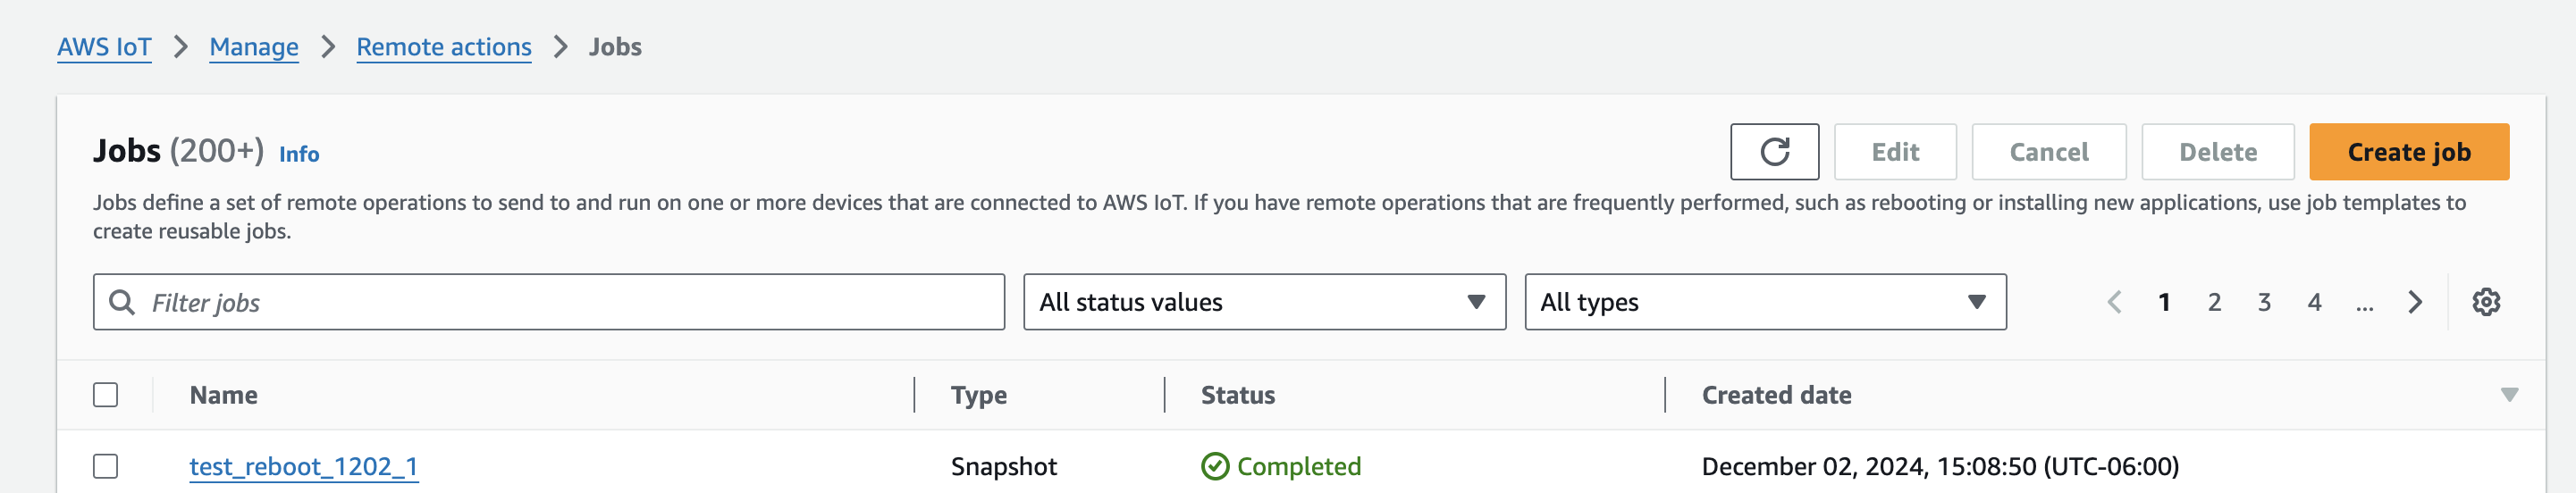 AWS IoT > Manage > Remote actions > Jobs
Jobs (200+) Info
Edit Cancel Delete Create job
Jobs define a set of remote operations to send to and run on one or more devices that are connected to AWS IoT. If you have remote operations that are frequently performed, such as rebooting or installing new applications, use job templates to
create reusable jobs.
Filter jobs All status values All types 1 2 3 4 ...
Name Type Status Created date
test_reboot_1202_1 Snapshot Completed December 02, 2024, 15:08:50 (UTC-06:00)